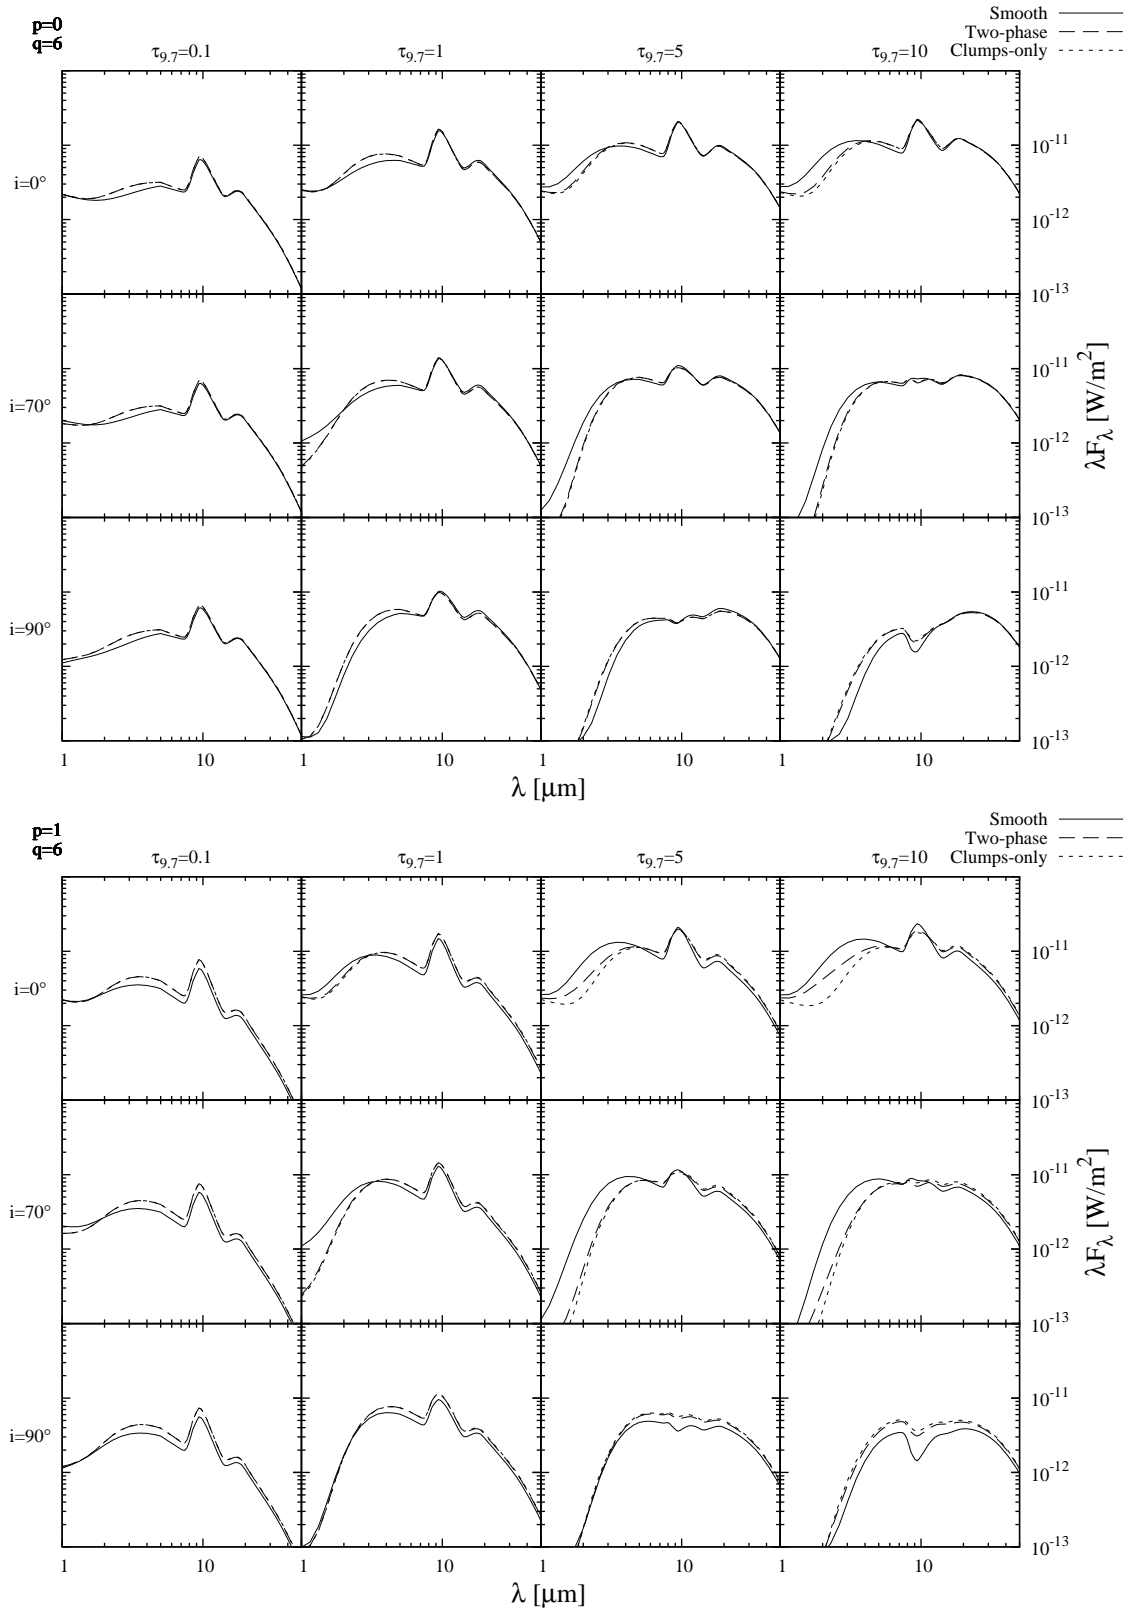 p=0
q=6
Smooth
Two-phase
Clumps-only
τ9.7=0.1 τ9.7=1 τ9.7=5 τ9.7=10
i=0°
10-11
10-12
10-13
i=70°
10-11
10-12
10-13
λFλ [W/m2]
i=90°
10-11
10-12
10-13
1 10 1 10 1 10 1 10
λ [μm]
p=1
q=6
Smooth
Two-phase
Clumps-only
τ9.7=0.1 τ9.7=1 τ9.7=5 τ9.7=10
i=0°
10-11
10-12
10-13
i=70°
10-11
10-12
10-13
λFλ [W/m2]
i=90°
10-11
10-12
10-13
1 10 1 10 1 10 1 10
λ [μm]